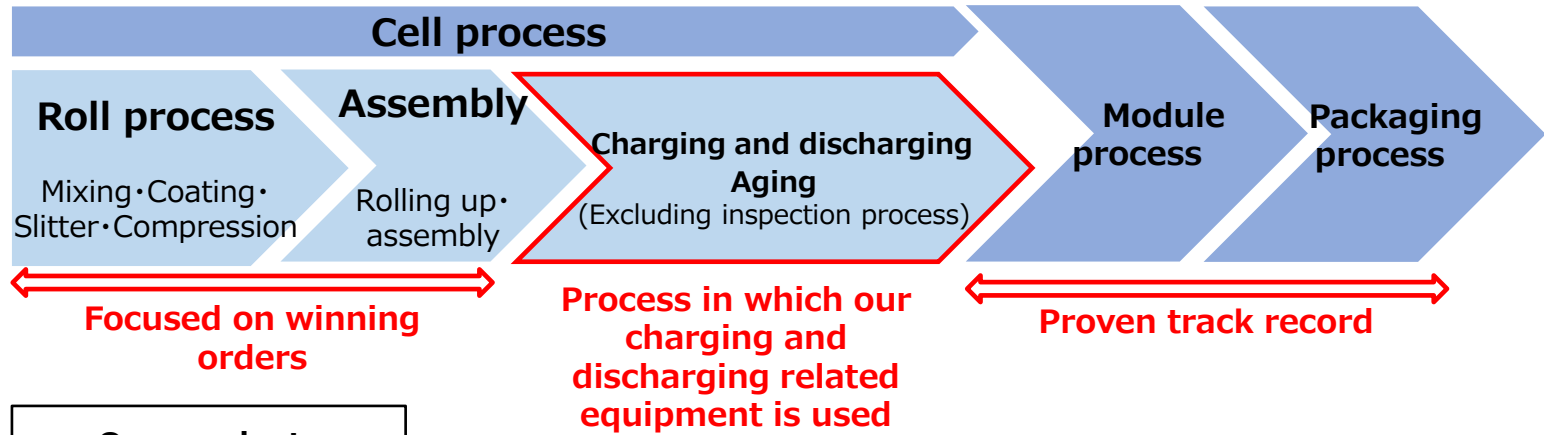 Cell process
Roll process
Mixing・Coating・
Slitter・Compression
Assembly
Rolling up・
assembly
Charging and discharging
Aging
(Excluding inspection process)
Module
process
Packaging
process
Focused on winning
orders
Process in which our
charging and
discharging related
equipment is used
Proven track record